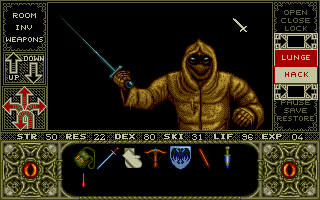 ROOM
INV
WEAPONS
UP
DOWN
OPEN
CLOSE
LOCK
LUNGE
HACK
PAUSE
SAVE
RESTORE
STR 50 RES 22 DEX 80 SKI 31 LIF 36 EXP 04